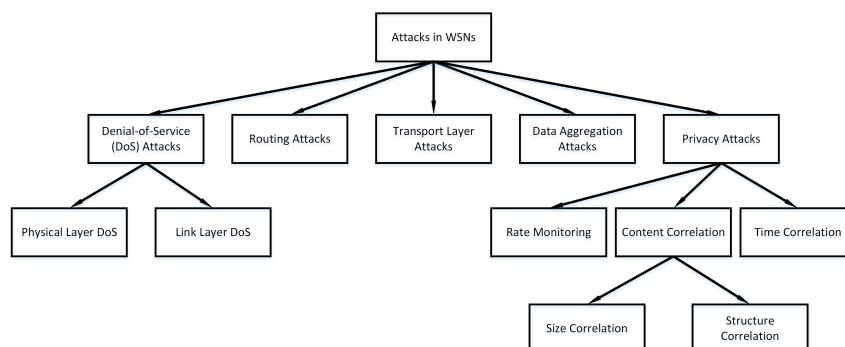 Attacks in WSNs
Denial-of-Service
(DoS) Attacks
Routing Attacks
Transport Layer
Attacks
Data Aggregation
Attacks
Privacy Attacks
Physical Layer DoS
Link Layer DoS
Rate Monitoring
Content Correlation
Time Correlation
Size Correlation
Structure
Correlation